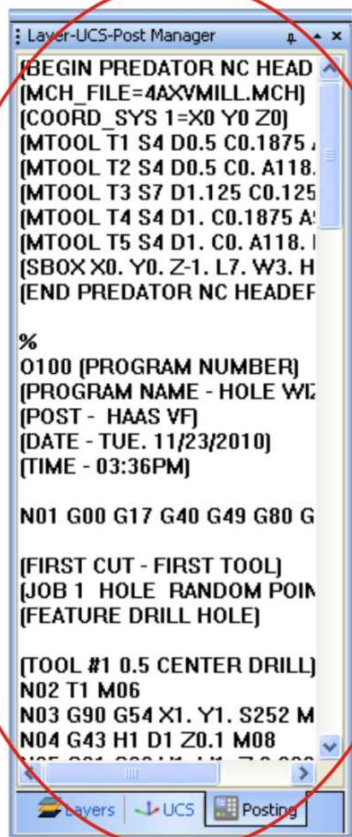 Layer-UCS-Post Manager
(BEGIN PREDATOR NC HEAD
(MCH_FILE=4AXVMILL.MCH)
(COORD_SYS 1=X0 Y0 Z0)
(MTOOL T1 S4 D0.5 C0.1875
(MTOOL T2 S4 D0.5 C0. A118.
(MTOOL T3 S7 D1.125 C0.125
(MTOOL T4 S4 D1. C0.1875
(MTOOL T5 S4 D1. C0. A118.
(SBOX X0. Y0. Z-1. L7. W3. H
(END PREDATOR NC HEADER
%
O100 (PROGRAM NUMBER)
(PROGRAM NAME - HOLE WIZ
(POST - HAAS VF)
(DATE - TUE. 11/23/2010)
(TIME - 03:36PM)
N01 G00 G17 G40 G49 G80 G
(FIRST CUT - FIRST TOOL)
(JOB 1 HOLE RANDOM POIN
(FEATURE DRILL HOLE)
(TOOL #1 0.5 CENTER DRILL)
N02 T1 M06
N03 G90 G54 X1. Y1. S252 M
N04 G43 H1 D1 Z0.1 M08
Layers UCS Posting